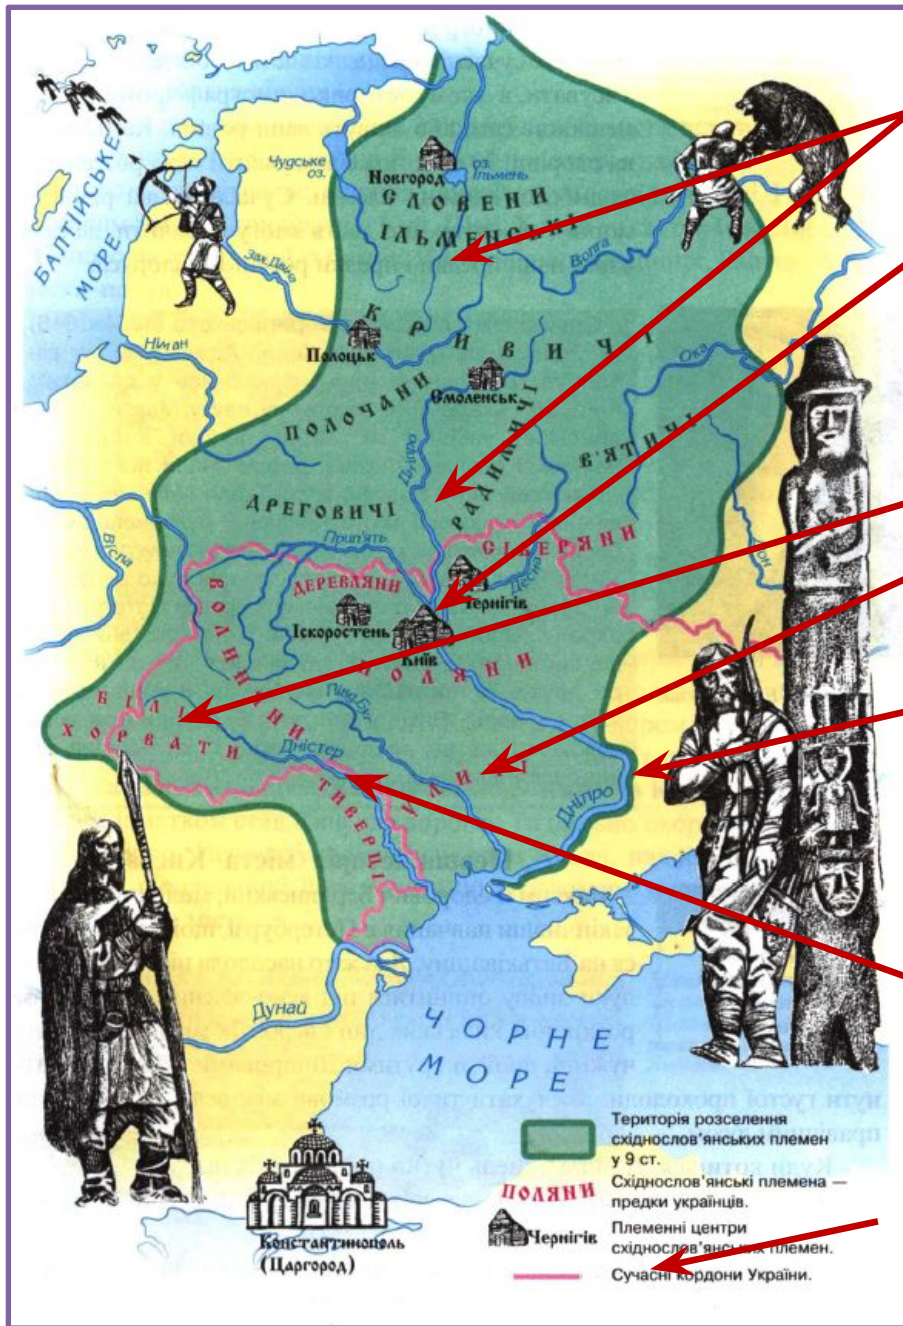 БАЛТІЙСЬКЕ
МОРЕ
Чудське
оз.
Новгород
оз.
Ільмень
СЛОВЕНИ
ІЛЬМЕНСЬКІ
Волга
Зах. Двіна
КРИВИЧІ
Полоцьк
Німан
Смоленськ
Ока
ПОЛОЧАНИ
Дніпро
РАДИМИЧІ
В'ЯТИЧІ
ДРЕГОВИЧІ
Вісла
Прип'ять
СІВЕРЯНИ
Дон
ДЕРЕВЛЯНИ
Десна
Чернігів
ВОЛИНЯНИ
Іскоростень
Київ
ПОЛЯНИ
БІЛІ
ХОРВАТИ
Півд. Буг
Дністер
УЛИЧІ
ТИВЕРЦІ
Дніпро
Дунай
ЧОРНЕ
МОРЕ
Константинополь
(Царгород)
Територія розселення
східнослов'янських племен
у 9 ст.
ПОЛЯНИ
Східнослов'янські племена —
предки українців.
Чернігів
Племенні центри
східнослов'янських племен.
Сучасні кордони України.